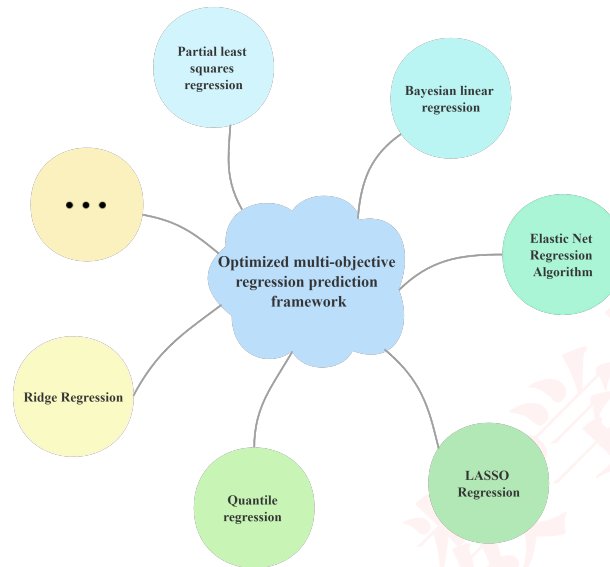 Partial least
squares
regression
Bayesian linear
regression
• • •
Elastic Net
Regression
Algorithm
Optimized multi-objective
regression prediction
framework
Ridge Regression
LASSO
Regression
Quantile
regression